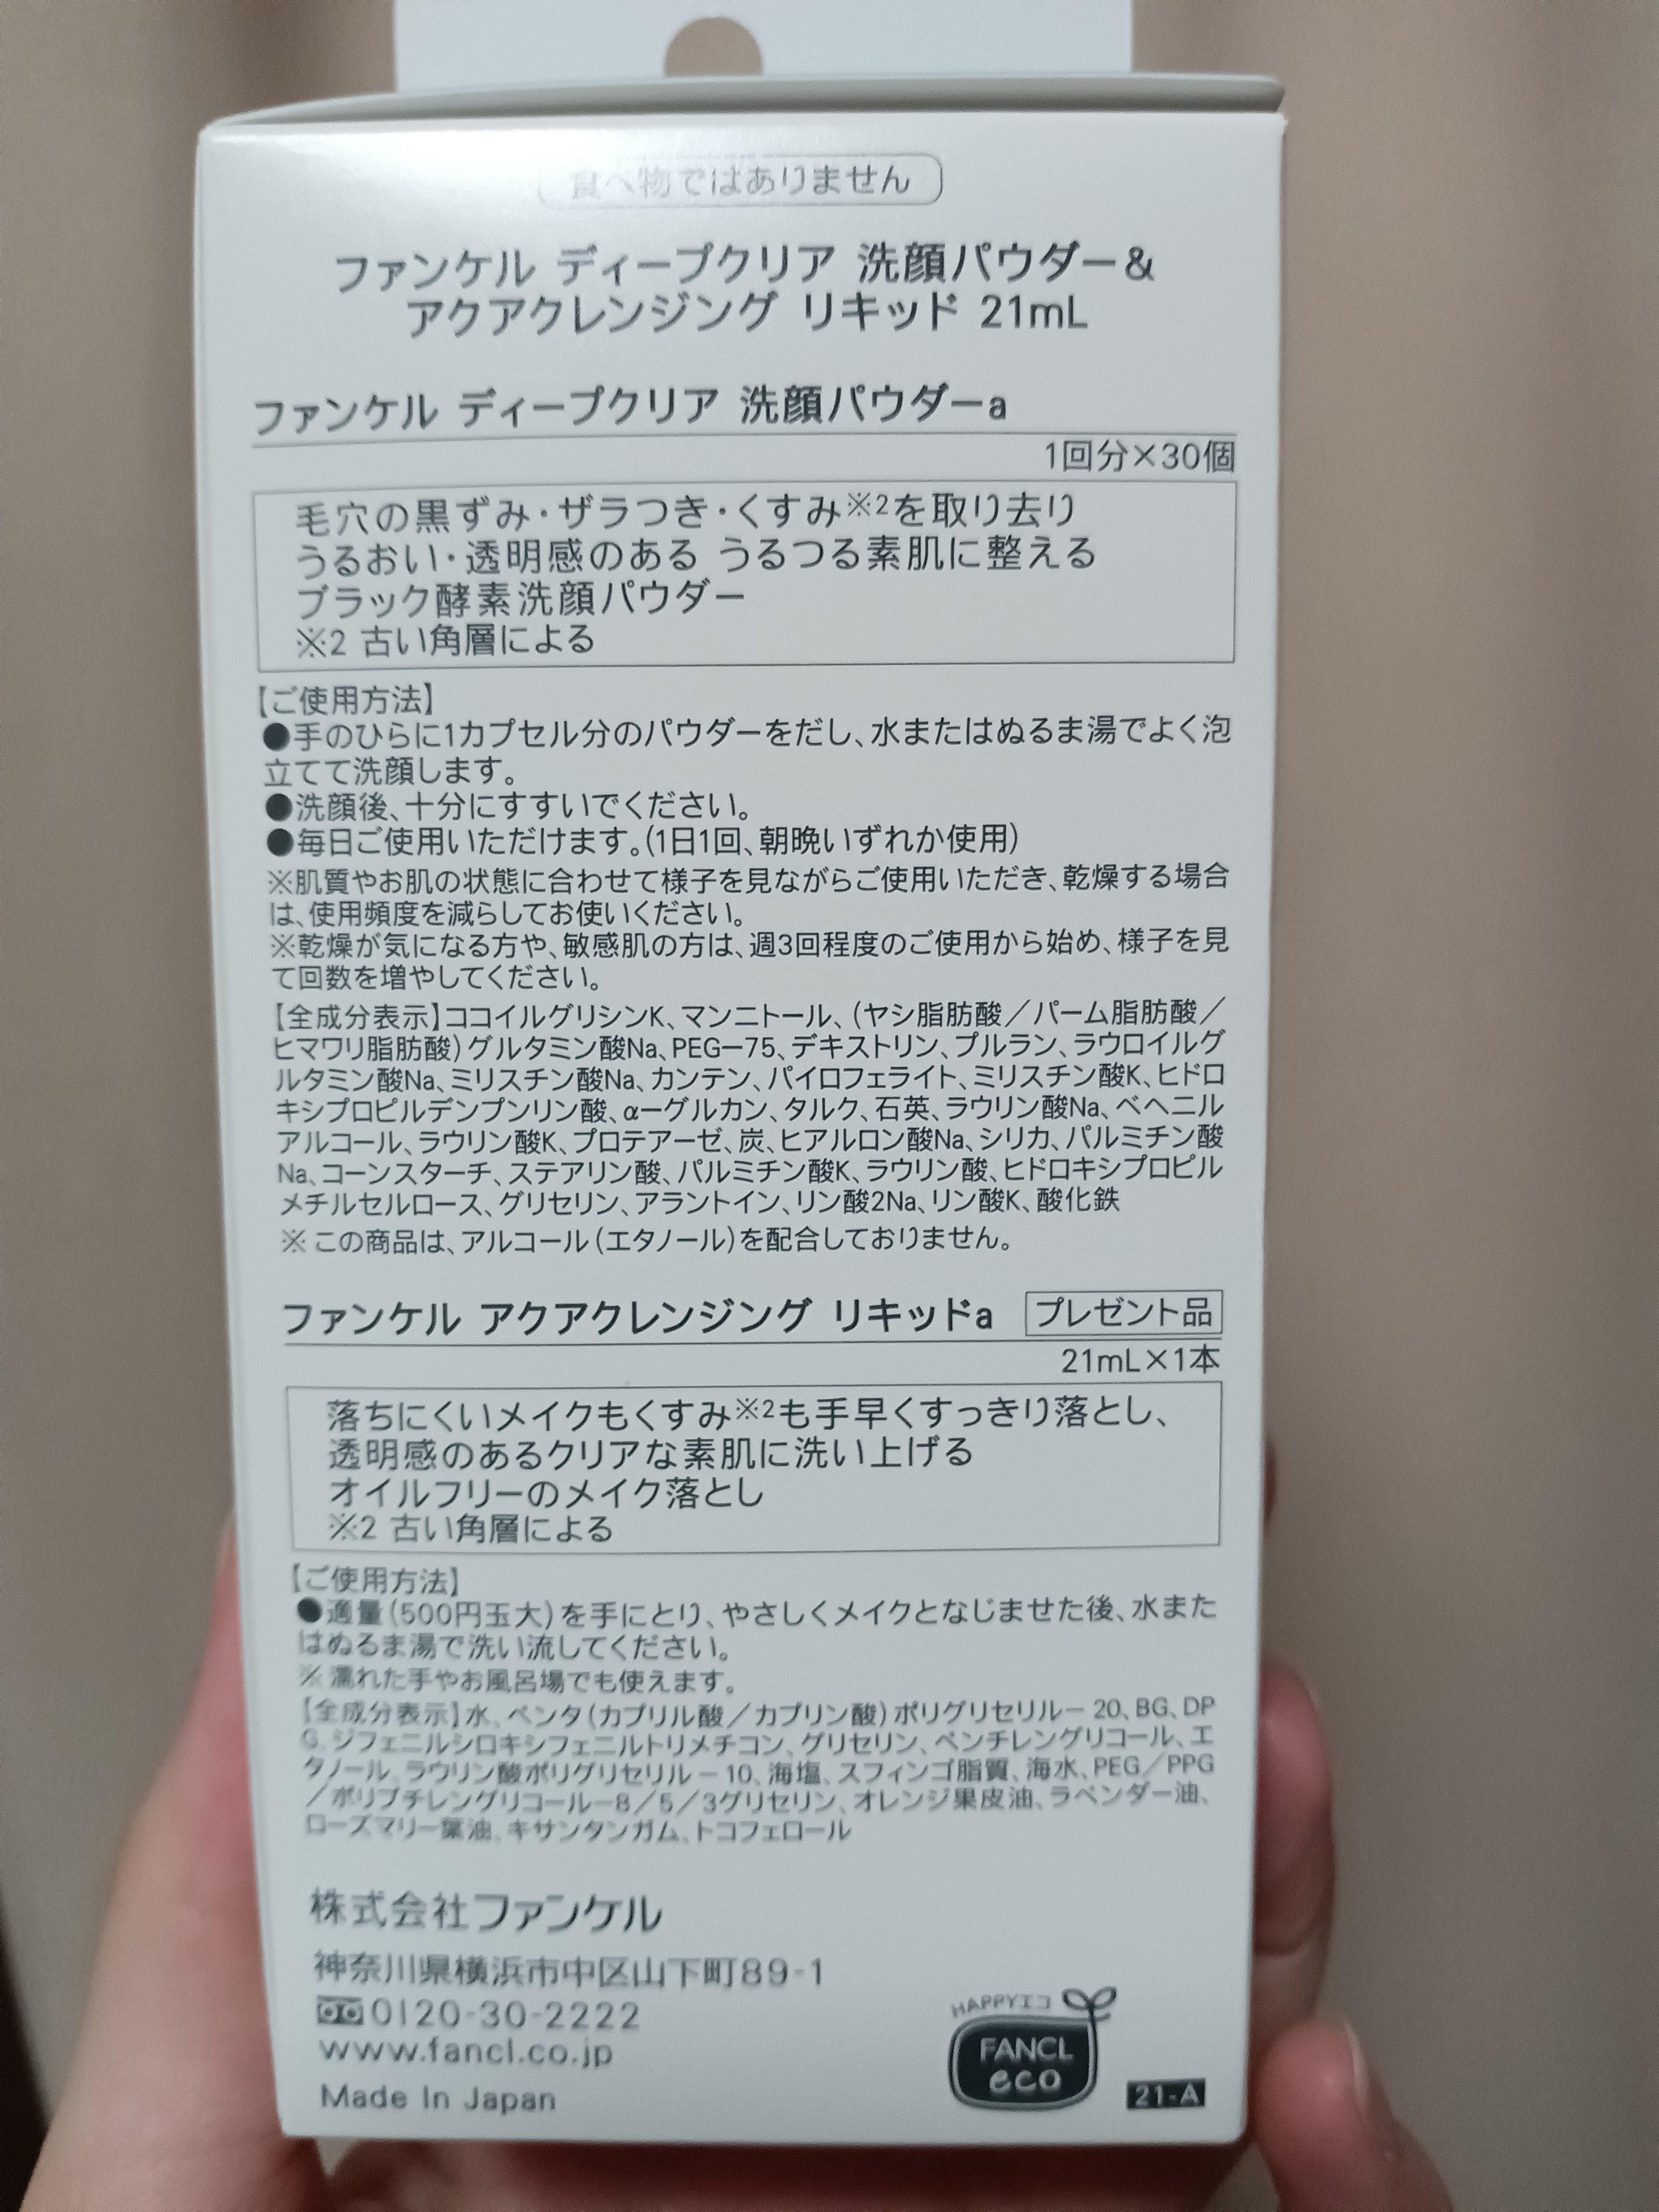 食べ物ではありません
ファンケル ディープクリア 洗顔パウダー&
アクアクレンジング リキッド 21mL
ファンケル ディープクリア 洗顔パウダーa
1回分×30個
毛穴の黒ずみ・ザラつき・くすみ※2を取り去り
うるおい・透明感のある うるつる素肌に整える
ブラック酵素洗顔パウダー
※2 古い角層による
【ご使用方法】
●手のひらに1カプセル分のパウダーをだし、水またはぬるま湯でよく泡
立てて洗顔します。
●洗顔後、十分にすすいでください。
●毎日ご使用いただけます。(1日1回、朝晩いずれか使用)
※肌質やお肌の状態に合わせて様子を見ながらご使用いただき、乾燥する場合
は、使用頻度を減らしてお使いください。
※乾燥が気になる方や、敏感肌の方は、週3回程度のご使用から始め、様子を見
て回数を増やしてください。
【全成分表示】ココイルグリシンK、マンニトール、(ヤシ脂肪酸/パーム脂肪酸/
ヒマワリ脂肪酸)グルタミン酸Na、PEGー75、デキストリン、プルラン、ラウロイルグ
ルタミン酸Na、ミリスチン酸Na、カンテン、パイロフェライト、ミリスチン酸K、ヒドロ
キシプロピルデンプンリン酸、αーグルカン、タルク、石英、ラウリン酸Na、ベヘニル
アルコール、ラウリン酸K、プロテアーゼ、炭、ヒアルロン酸Na、シリカ、パルミチン酸
Na、コーンスターチ、ステアリン酸、パルミチン酸K、ラウリン酸、ヒドロキシプロピル
メチルセルロース、グリセリン、アラントイン、リン酸2Na、リン酸K、酸化鉄
※この商品は、アルコール(エタノール)を配合しておりません。
ファンケル アクアクレンジング リキッドa プレゼント品
21mL×1本
落ちにくいメイクもくすみ※2も手早くすっきり落とし、
透明感のあるクリアな素肌に洗い上げる
オイルフリーのメイク落とし
※2 古い角層による
【ご使用方法】
●適量(500円玉大)を手にとり、やさしくメイクとなじませた後、水また
はぬるま湯で洗い流してください。
※濡れた手やお風呂場でも使えます。
【全成分表示】水、ペンタ(カプリル酸/カプリン酸)ポリグリセリルー20、BG、DP
G、ジフェニルシロキシフェニルトリメチコン、グリセリン、ペンチレングリコール、エ
タノール、ラウリン酸ポリグリセリルー10、海塩、スフィンゴ脂質、海水、PEG/PPG
/ポリブチレングリコールー8/5/3グリセリン、オレンジ果皮油、ラベンダー油、
ローズマリー葉油、キサンタンガム、トコフェロール
株式会社ファンケル
神奈川県横浜市中区山下町89-1
0120-30-2222
www.fancl.co.jp
Made In Japan
HAPPYエコ
FANCL
eco
21-A